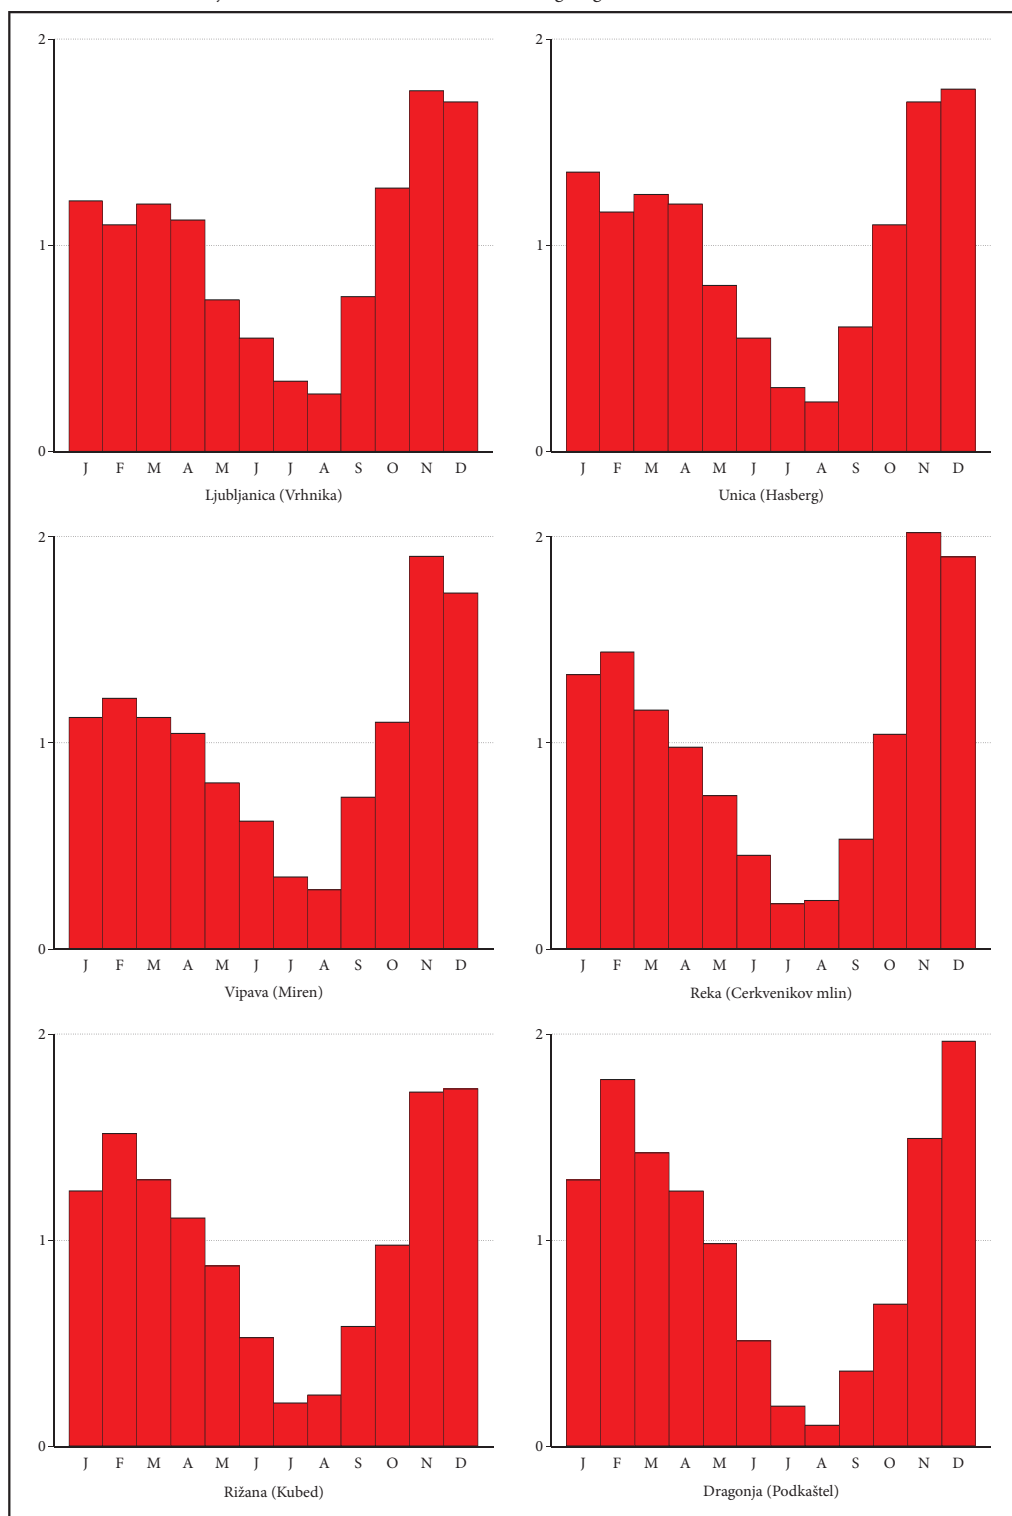 2
1
0
J F M A M J J A S O N D
Ljubljanica (Vrhnika)
2
1
0
J F M A M J J A S O N D
Unica (Hasberg)
2
1
0
J F M A M J J A S O N D
Vipava (Miren)
2
1
0
J F M A M J J A S O N D
Reka (Cerkvenikov mlin)
2
1
0
J F M A M J J A S O N D
Rižana (Kubed)
2
1
0
J F M A M J J A S O N D
Dragonja (Podkaštel)